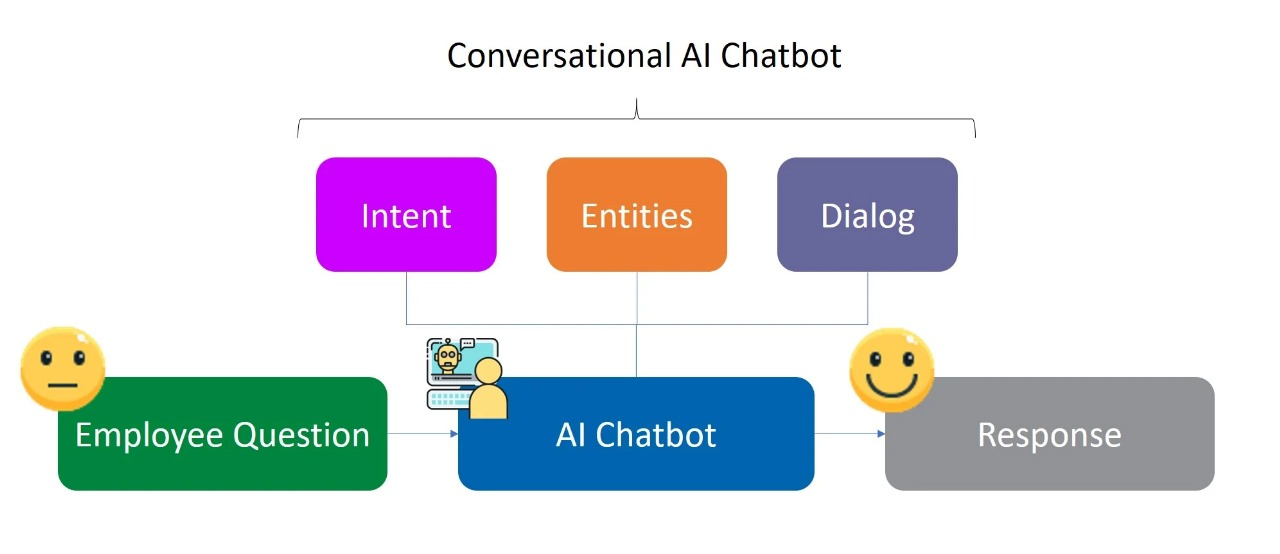 Conversational AI Chatbot
Intent
Entities
Dialog
Employee Question
AI Chatbot
Response